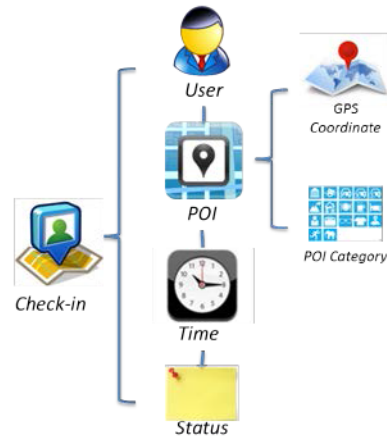 User
GPS
Coordinate
POI
POI Category
Check-in
Time
Status